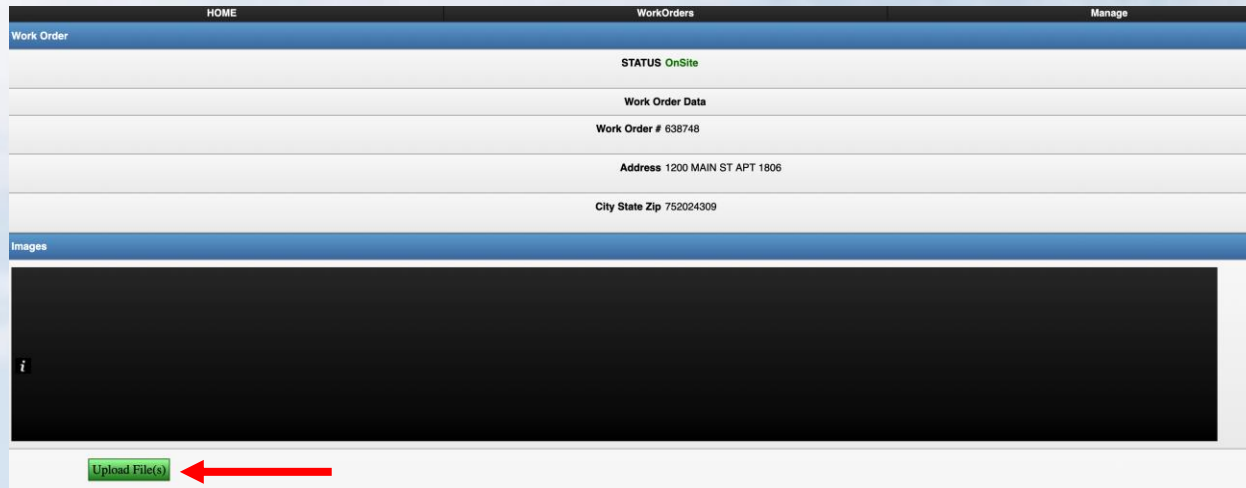 HOME WorkOrders Manage
Work Order
STATUS OnSite
Work Order Data
Work Order # 638748
Address 1200 MAIN ST APT 1806
City State Zip 752024309
Images
i
Upload File(s)